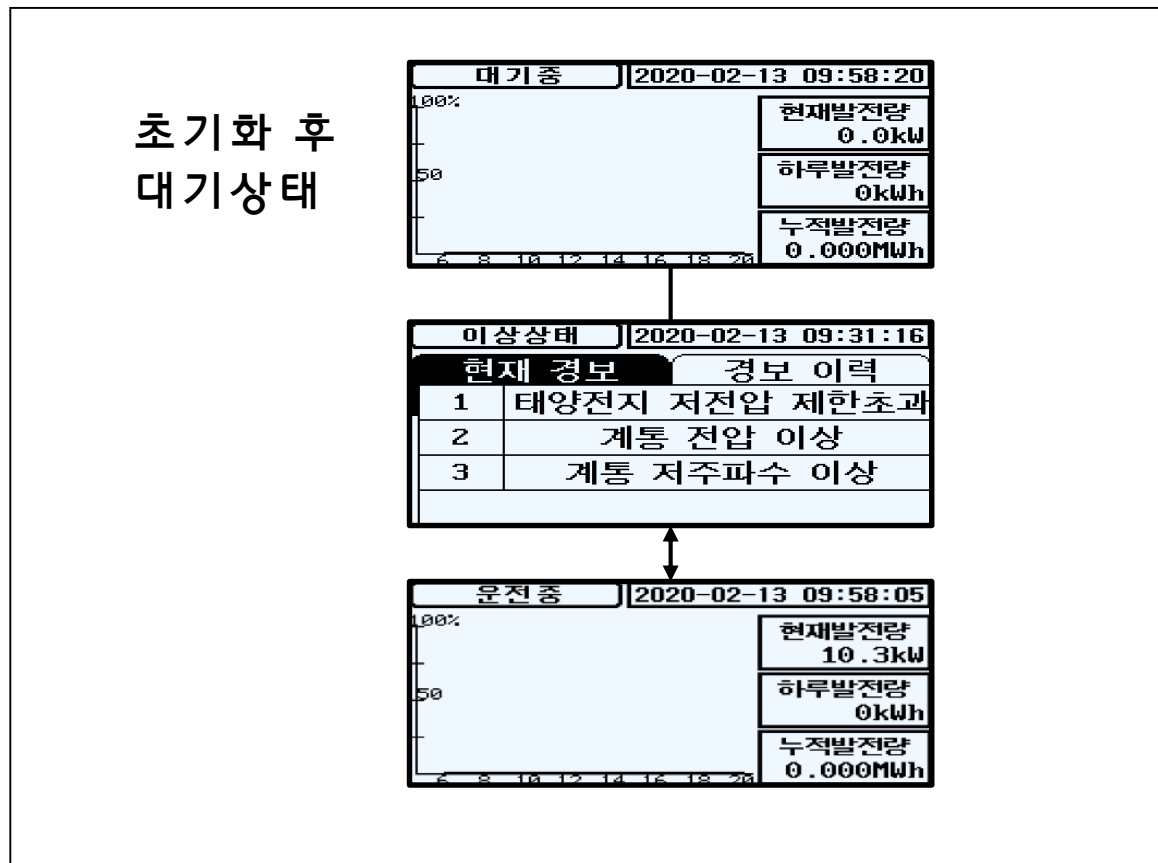 초기화 후
대기상태
대기중 2020-02-13 09:58:20
100%
50
6 8 10 12 14 16 18 20
현재발전량
0.0kW
하루발전량
0kWh
누적발전량
0.000MWh
이상상태 2020-02-13 09:31:16
현재 경보 경보 이력
1 태양전지 저전압 제한초과
2 계통 전압 이상
3 계통 저주파수 이상
운전중 2020-02-13 09:58:05
100%
50
6 8 10 12 14 16 18 20
현재발전량
10.3kW
하루발전량
0kWh
누적발전량
0.000MWh